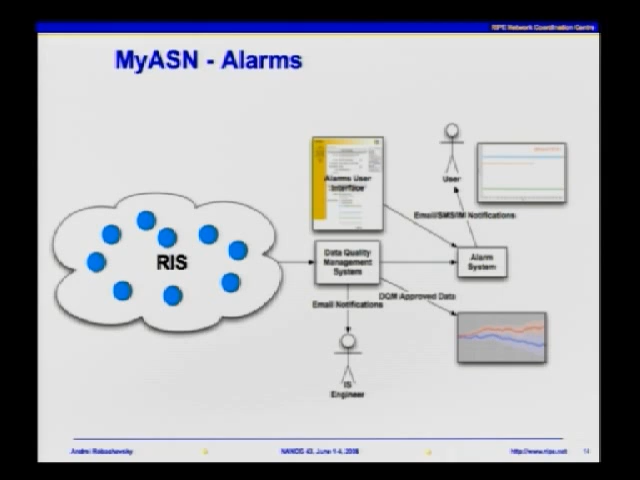 RIPE Network Coordination Centre
MyASN - Alarms
Alarms User
Interface
User
Email/SMS/IM Notifications
RIS
Data Quality
Management
System
Alarm
System
DQM Approved Data
Email Notifications
IS
Engineer
NANOG 43, June 1-4, 2008
http://www.ripe.net
14